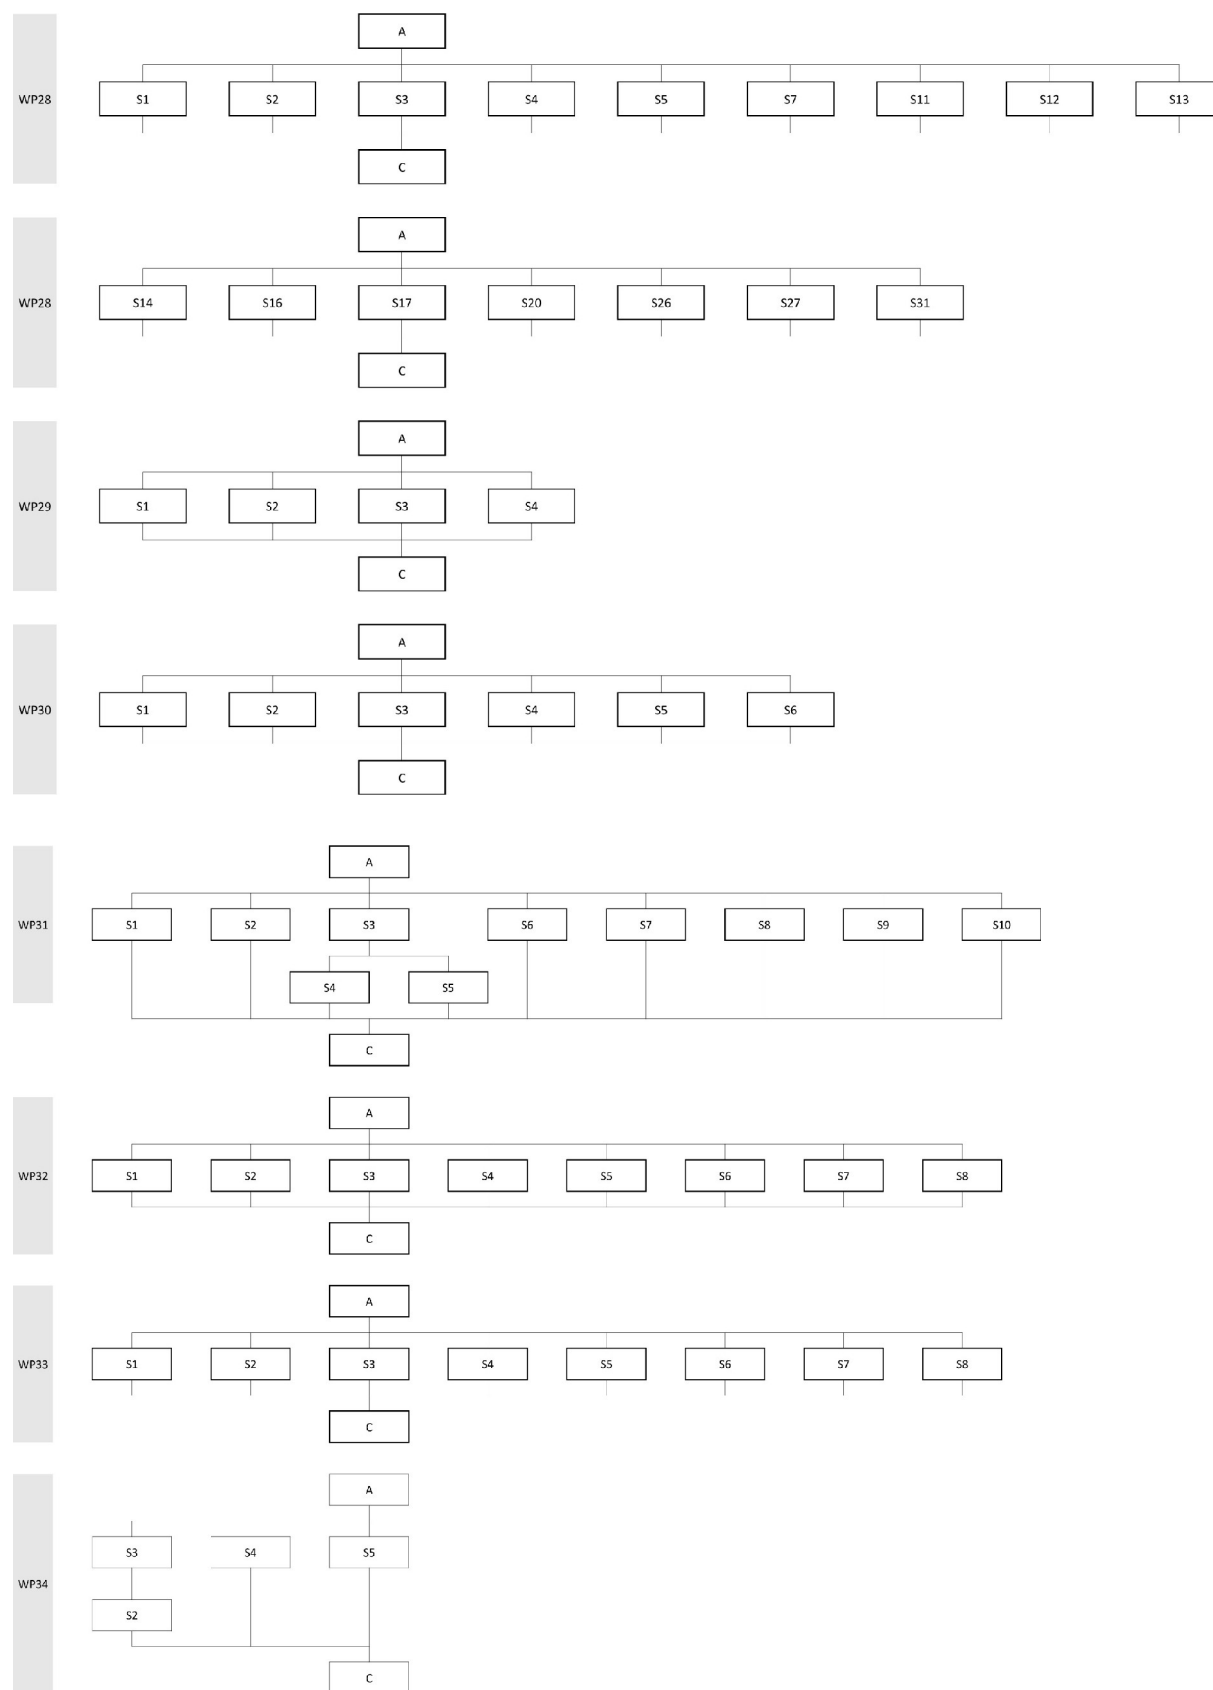 A
WP28 S1 S2 S3 S4 S5 S7 S11 S12 S13
C
A
WP28 S14 S16 S17 S20 S26 S27 S31
C
A
WP29 S1 S2 S3 S4
C
A
WP30 S1 S2 S3 S4 S5 S6
C
A
WP31 S1 S2 S3 S6 S7 S8 S9 S10
S4 S5
C
A
WP32 S1 S2 S3 S4 S5 S6 S7 S8
C
A
WP33 S1 S2 S3 S4 S5 S6 S7 S8
C
A
S3 S4 S5
WP34
S2
C